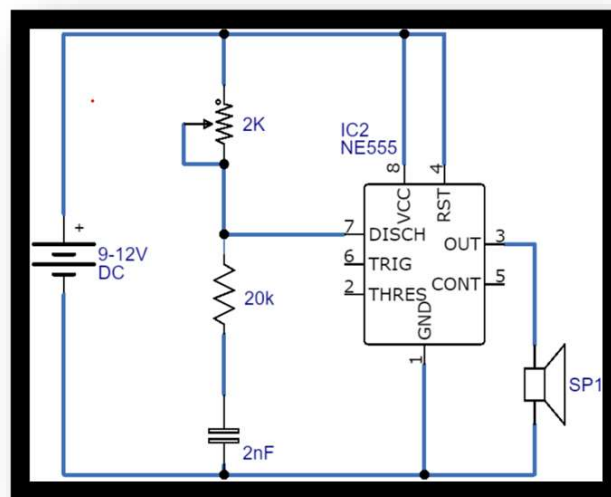 2K
IC2
NE555
8
4
VCC
RST
+
9-12V
DC
7
DISCH
OUT
3
6
TRIG
CONT
5
2
THRES
20k
GND
1
SP1
2nF